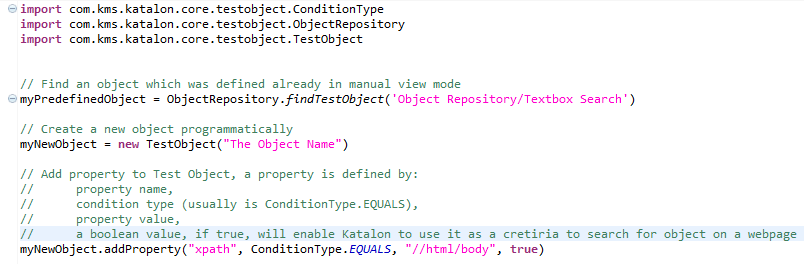 import com.kms.katalon.core.testobject.ConditionType
import com.kms.katalon.core.testobject.ObjectRepository
import com.kms.katalon.core.testobject.TestObject
// Find an object which was defined already in manual view mode
myPredefinedObject = ObjectRepository.findTestObject('Object Repository/Textbox Search')
// Create a new object programmatically
myNewObject = new TestObject("The Object Name")
// Add property to Test Object, a property is defined by:
//      property name,
//      condition type (usually is ConditionType.EQUALS),
//      property value,
//      a boolean value, if true, will enable Katalon to use it as a cretiria to search for object on a webpage
myNewObject.addProperty("xpath", ConditionType.EQUALS, "//html/body", true)